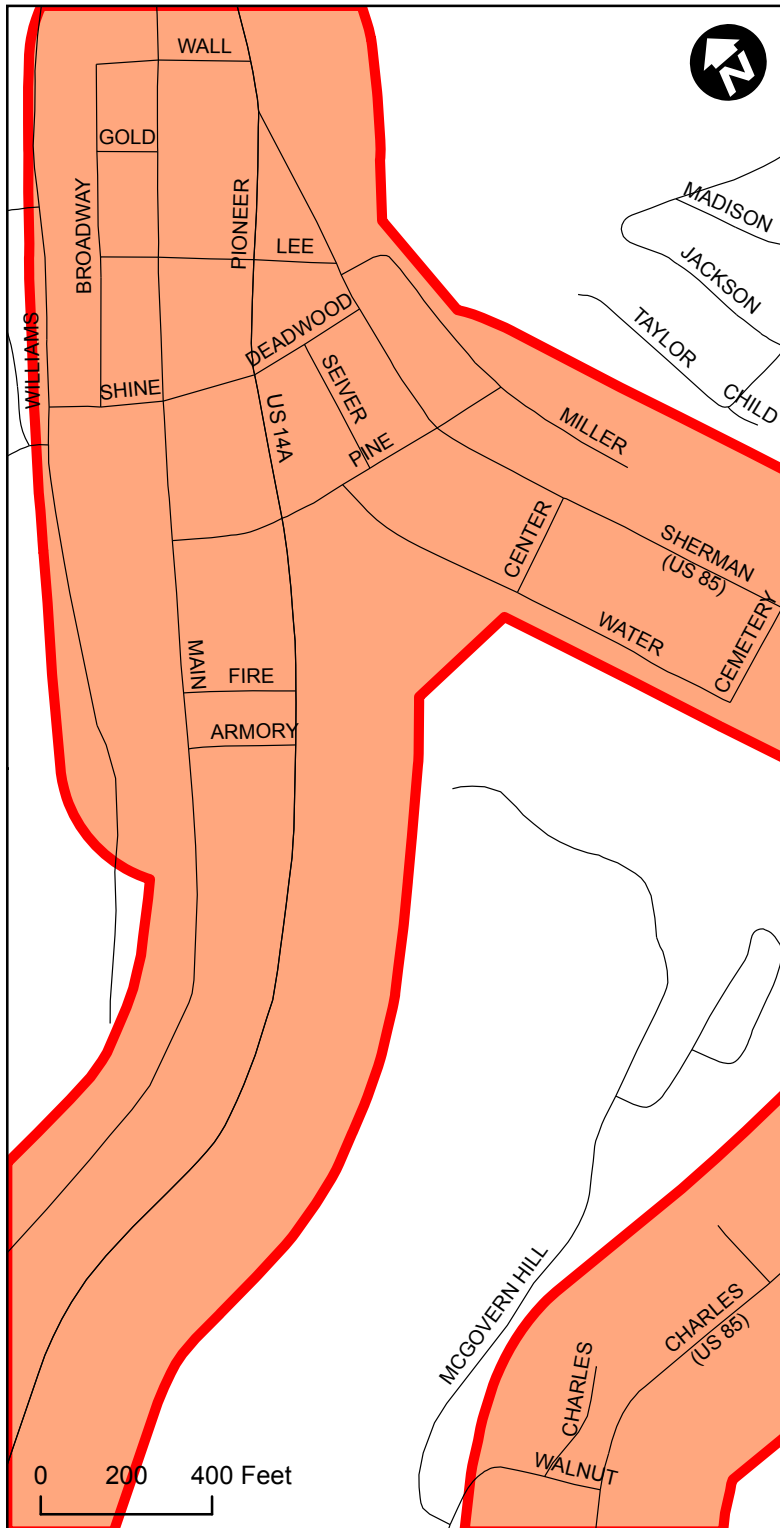 WALL
N
GOLD
MADISON
BROADWAY
PIONEER
LEE
JACKSON
TAYLOR
CHILD
WILLIAMS
DEADWOOD
SHINE
SEIVER
US 14A
PINE
MILLER
CENTER
SHERMAN
(US 85)
CEMETERY
WATER
MAIN
FIRE
ARMORY
MCGOVERN HILL
CHARLES
(US 85)
CHARLES
WALNUT
0 200 400 Feet